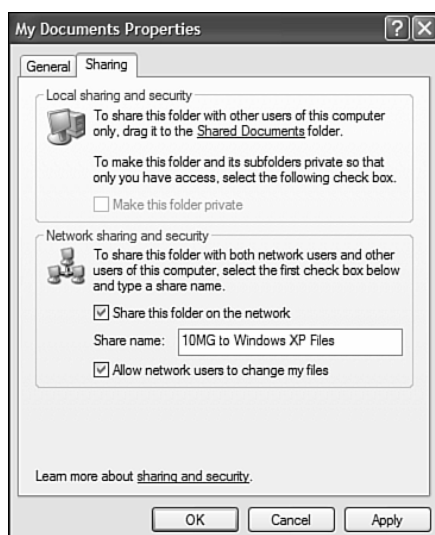 My Documents Properties
General
Sharing
Local sharing and security
To share this folder with other users of this computer
only, drag it to the Shared Documents folder.
To make this folder and its subfolders private so that
only you have access, select the following check box.
Make this folder private
Network sharing and security
To share this folder with both network users and other
users of this computer, select the first check box below
and type a share name.
Share this folder on the network
Share name: 10MG to Windows XP Files
Allow network users to change my files
Learn more about sharing and security.
OK Cancel Apply